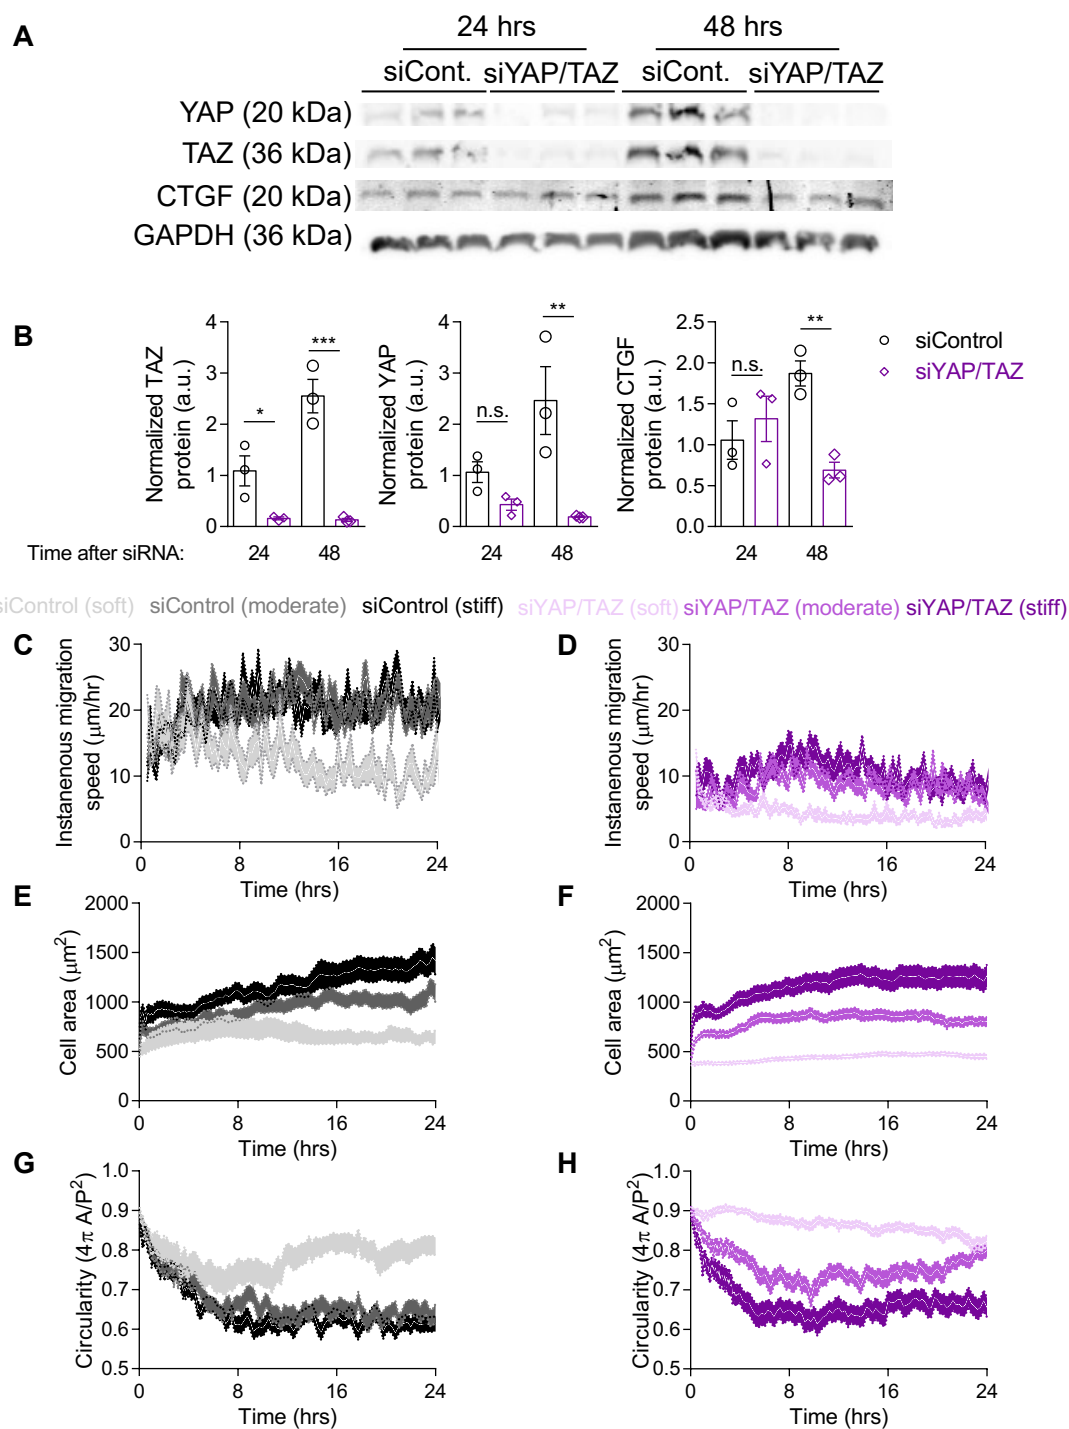 A
24 hrs 48 hrs
siCont. siYAP/TAZ siCont. siYAP/TAZ
YAP (20 kDa)
TAZ (36 kDa)
CTGF (20 kDa)
GAPDH (36 kDa)
B
Normalized TAZ
protein (a.u.)
4
3
2
1
0
*
***
Normalized YAP
protein (a.u.)
4
3
2
1
0
n.s.
**
Normalized CTGF
protein (a.u.)
2.5
2.0
1.5
1.0
0.5
0.0
n.s.
**
siControl
siYAP/TAZ
Time after siRNA: 24 48 24 48 24 48
siControl (soft) siControl (moderate) siControl (stiff) siYAP/TAZ (soft) siYAP/TAZ (moderate) siYAP/TAZ (stiff)
C
Instanenous migration
speed (μm/hr)
30
20
10
0
0 8 16 24
Time (hrs)
D
Instanenous migration
speed (μm/hr)
30
20
10
0
0 8 16 24
Time (hrs)
E
Cell area (μm²)
2000
1500
1000
500
0
0 8 16 24
Time (hrs)
F
Cell area (μm²)
2000
1500
1000
500
0
0 8 16 24
Time (hrs)
G
Circularity (4π A/P²)
1.0
0.9
0.8
0.7
0.6
0.5
0 8 16 24
Time (hrs)
H
Circularity (4π A/P²)
1.0
0.9
0.8
0.7
0.6
0.5
0 8 16 24
Time (hrs)